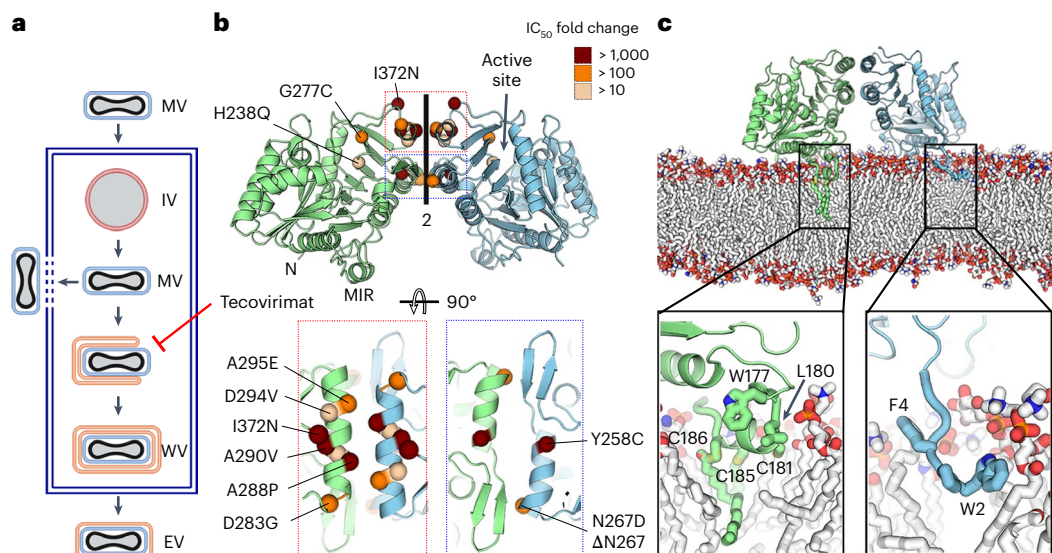 a
MV
IV
MV
Tecovirimat
WV
EV
b
IC50 fold change
> 1,000
> 100
> 10
I372N
Active
site
G277C
H238Q
2
N
MIR
90°
A295E
D294V
I372N
A290V
A288P
D283G
Y258C
N267D
ΔN267
c
W177
L180
C186
C181
C185
F4
W2